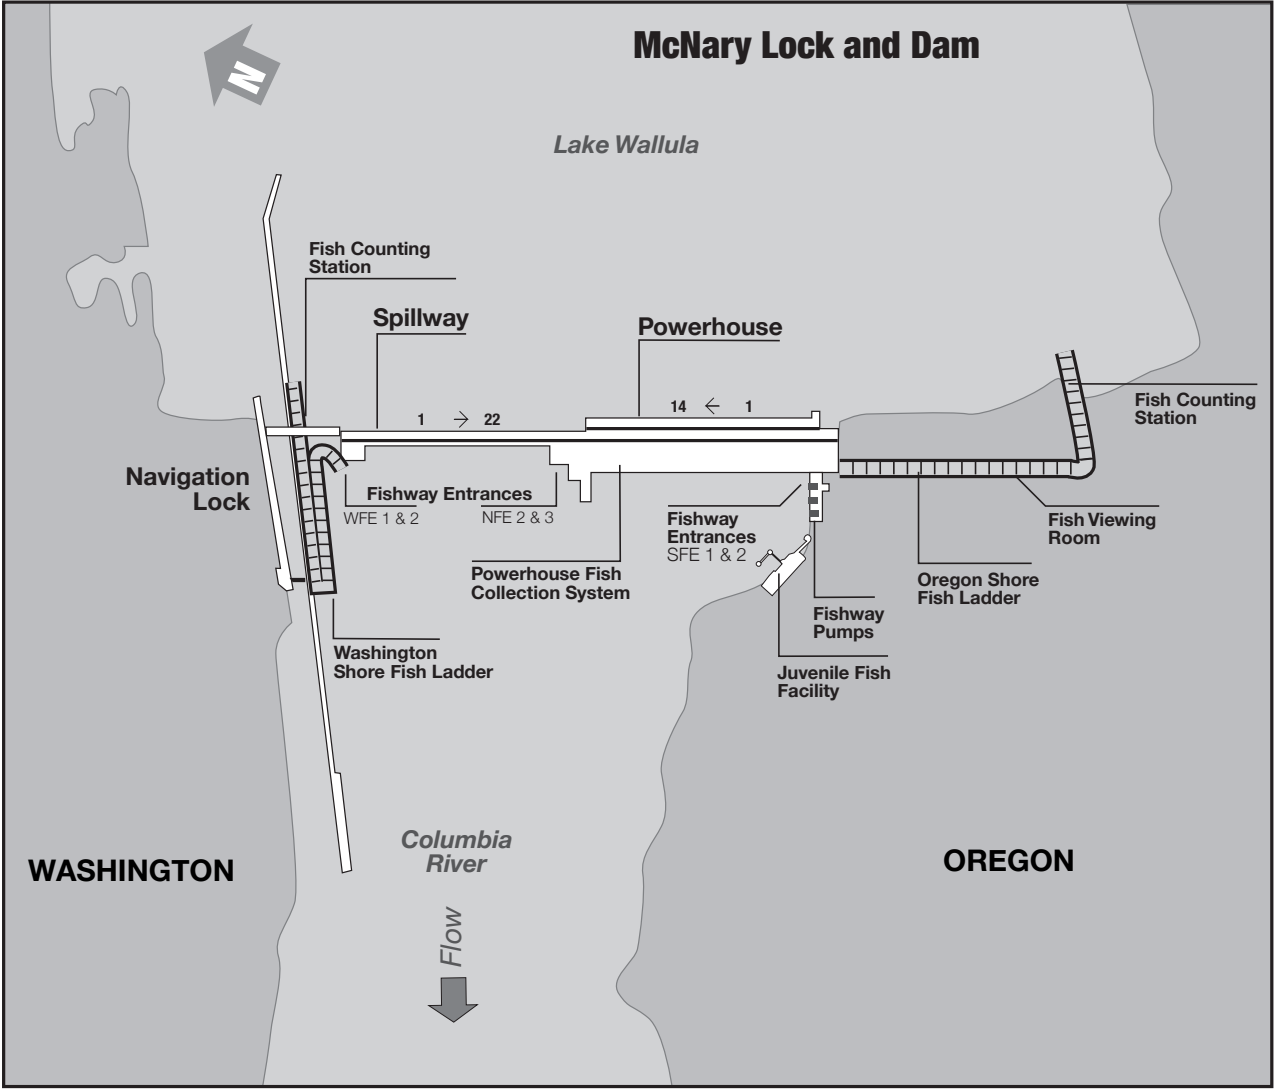 McNary Lock and Dam
N
Lake Wallula
Fish Counting
Station
Spillway
Powerhouse
1 → 22
14 ← 1
Fish Counting
Station
Navigation
Lock
Fishway Entrances
WFE 1 & 2
NFE 2 & 3
Fishway
Entrances
SFE 1 & 2
Fish Viewing
Room
Powerhouse Fish
Collection System
Oregon Shore
Fish Ladder
Fishway
Pumps
Washington
Shore Fish Ladder
Juvenile Fish
Facility
Columbia
River
WASHINGTON
OREGON
Flow